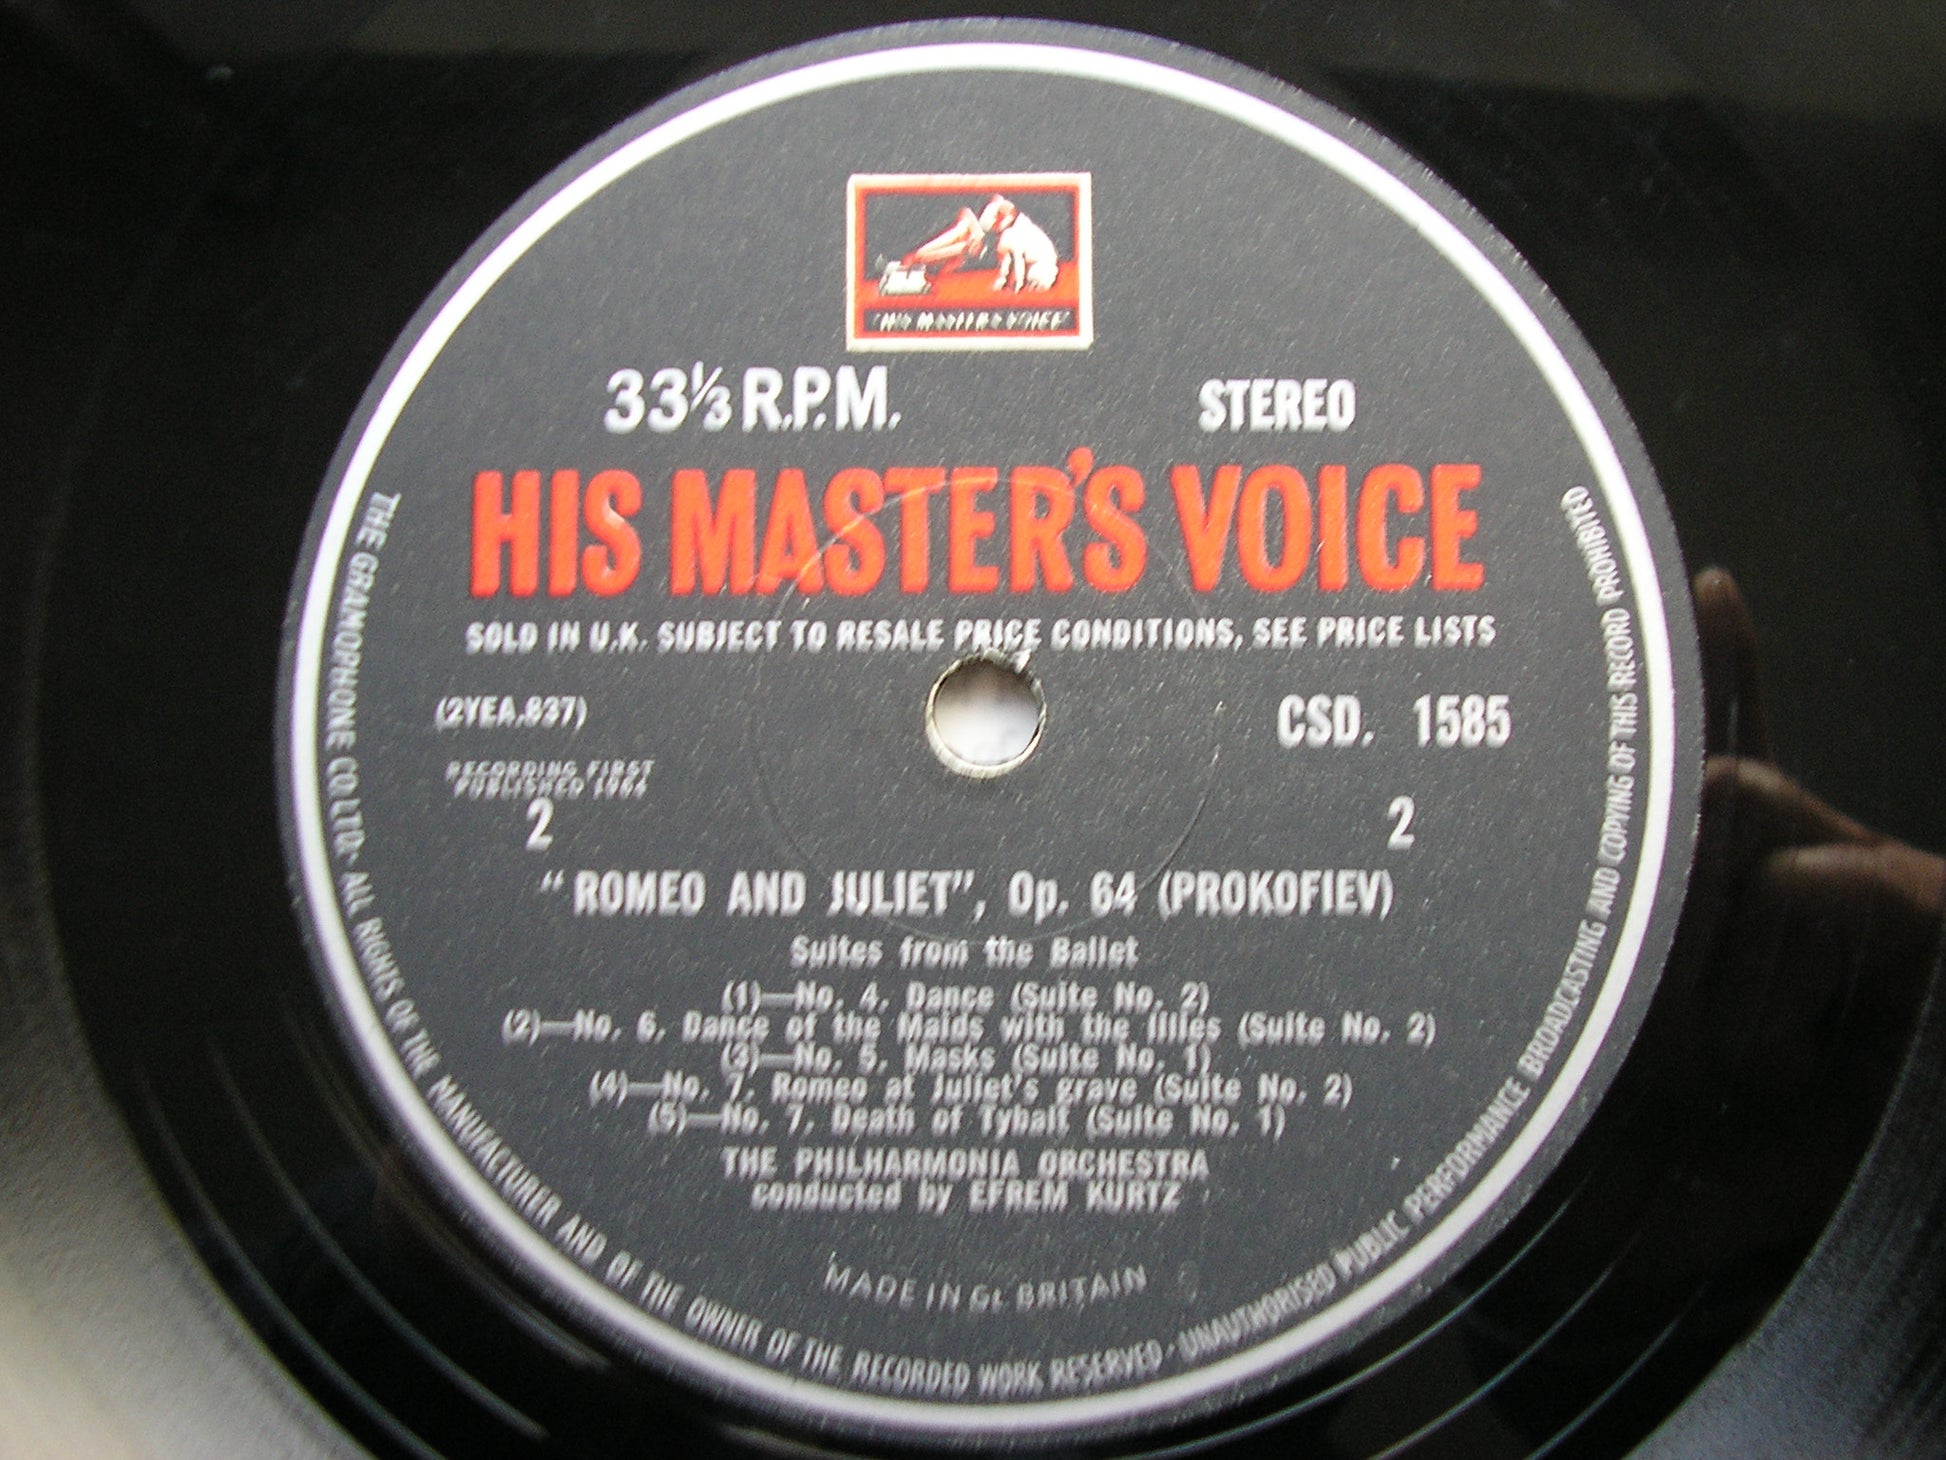 "HIS MASTER'S VOICE"
33⅓ R.P.M. STEREO
HIS MASTER'S VOICE
SOLD IN U.K. SUBJECT TO RESALE PRICE CONDITIONS, SEE PRICE LISTS
(2YEA.837) CSD. 1585
RECORDING FIRST
PUBLISHED 1964
2 2
"ROMEO AND JULIET", Op. 64 (PROKOFIEV)
Suites from the Ballet
(1)—No. 4. Dance (Suite No. 2)
(2)—No. 6. Dance of the Maids with the lilies (Suite No. 2)
(3)—No. 5. Masks (Suite No. 1)
(4)—No. 7. Romeo at Juliet's grave (Suite No. 2)
(5)—No. 7. Death of Tybalt (Suite No. 1)
THE PHILHARMONIA ORCHESTRA
conducted by EFREM KURTZ
MADE IN Gt. BRITAIN
THE GRAMOPHONE CO. LTD. · ALL RIGHTS OF THE MANUFACTURER AND OF THE OWNER OF THE RECORDED WORK RESERVED · UNAUTHORISED PUBLIC PERFORMANCE BROADCASTING AND COPYING OF THIS RECORD PROHIBITED